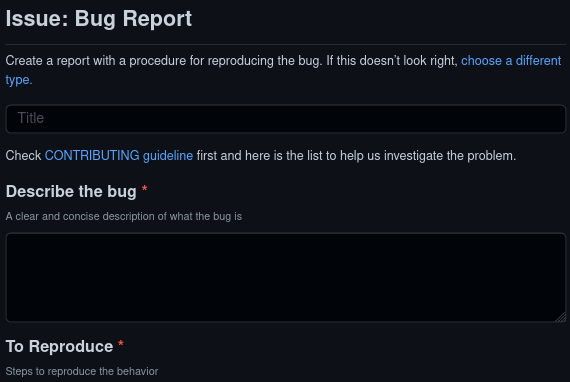 Issue: Bug Report
Create a report with a procedure for reproducing the bug. If this doesn't look right, choose a different
type.
Title
Check CONTRIBUTING guideline first and here is the list to help us investigate the problem.
Describe the bug *
A clear and concise description of what the bug is
To Reproduce *
Steps to reproduce the behavior